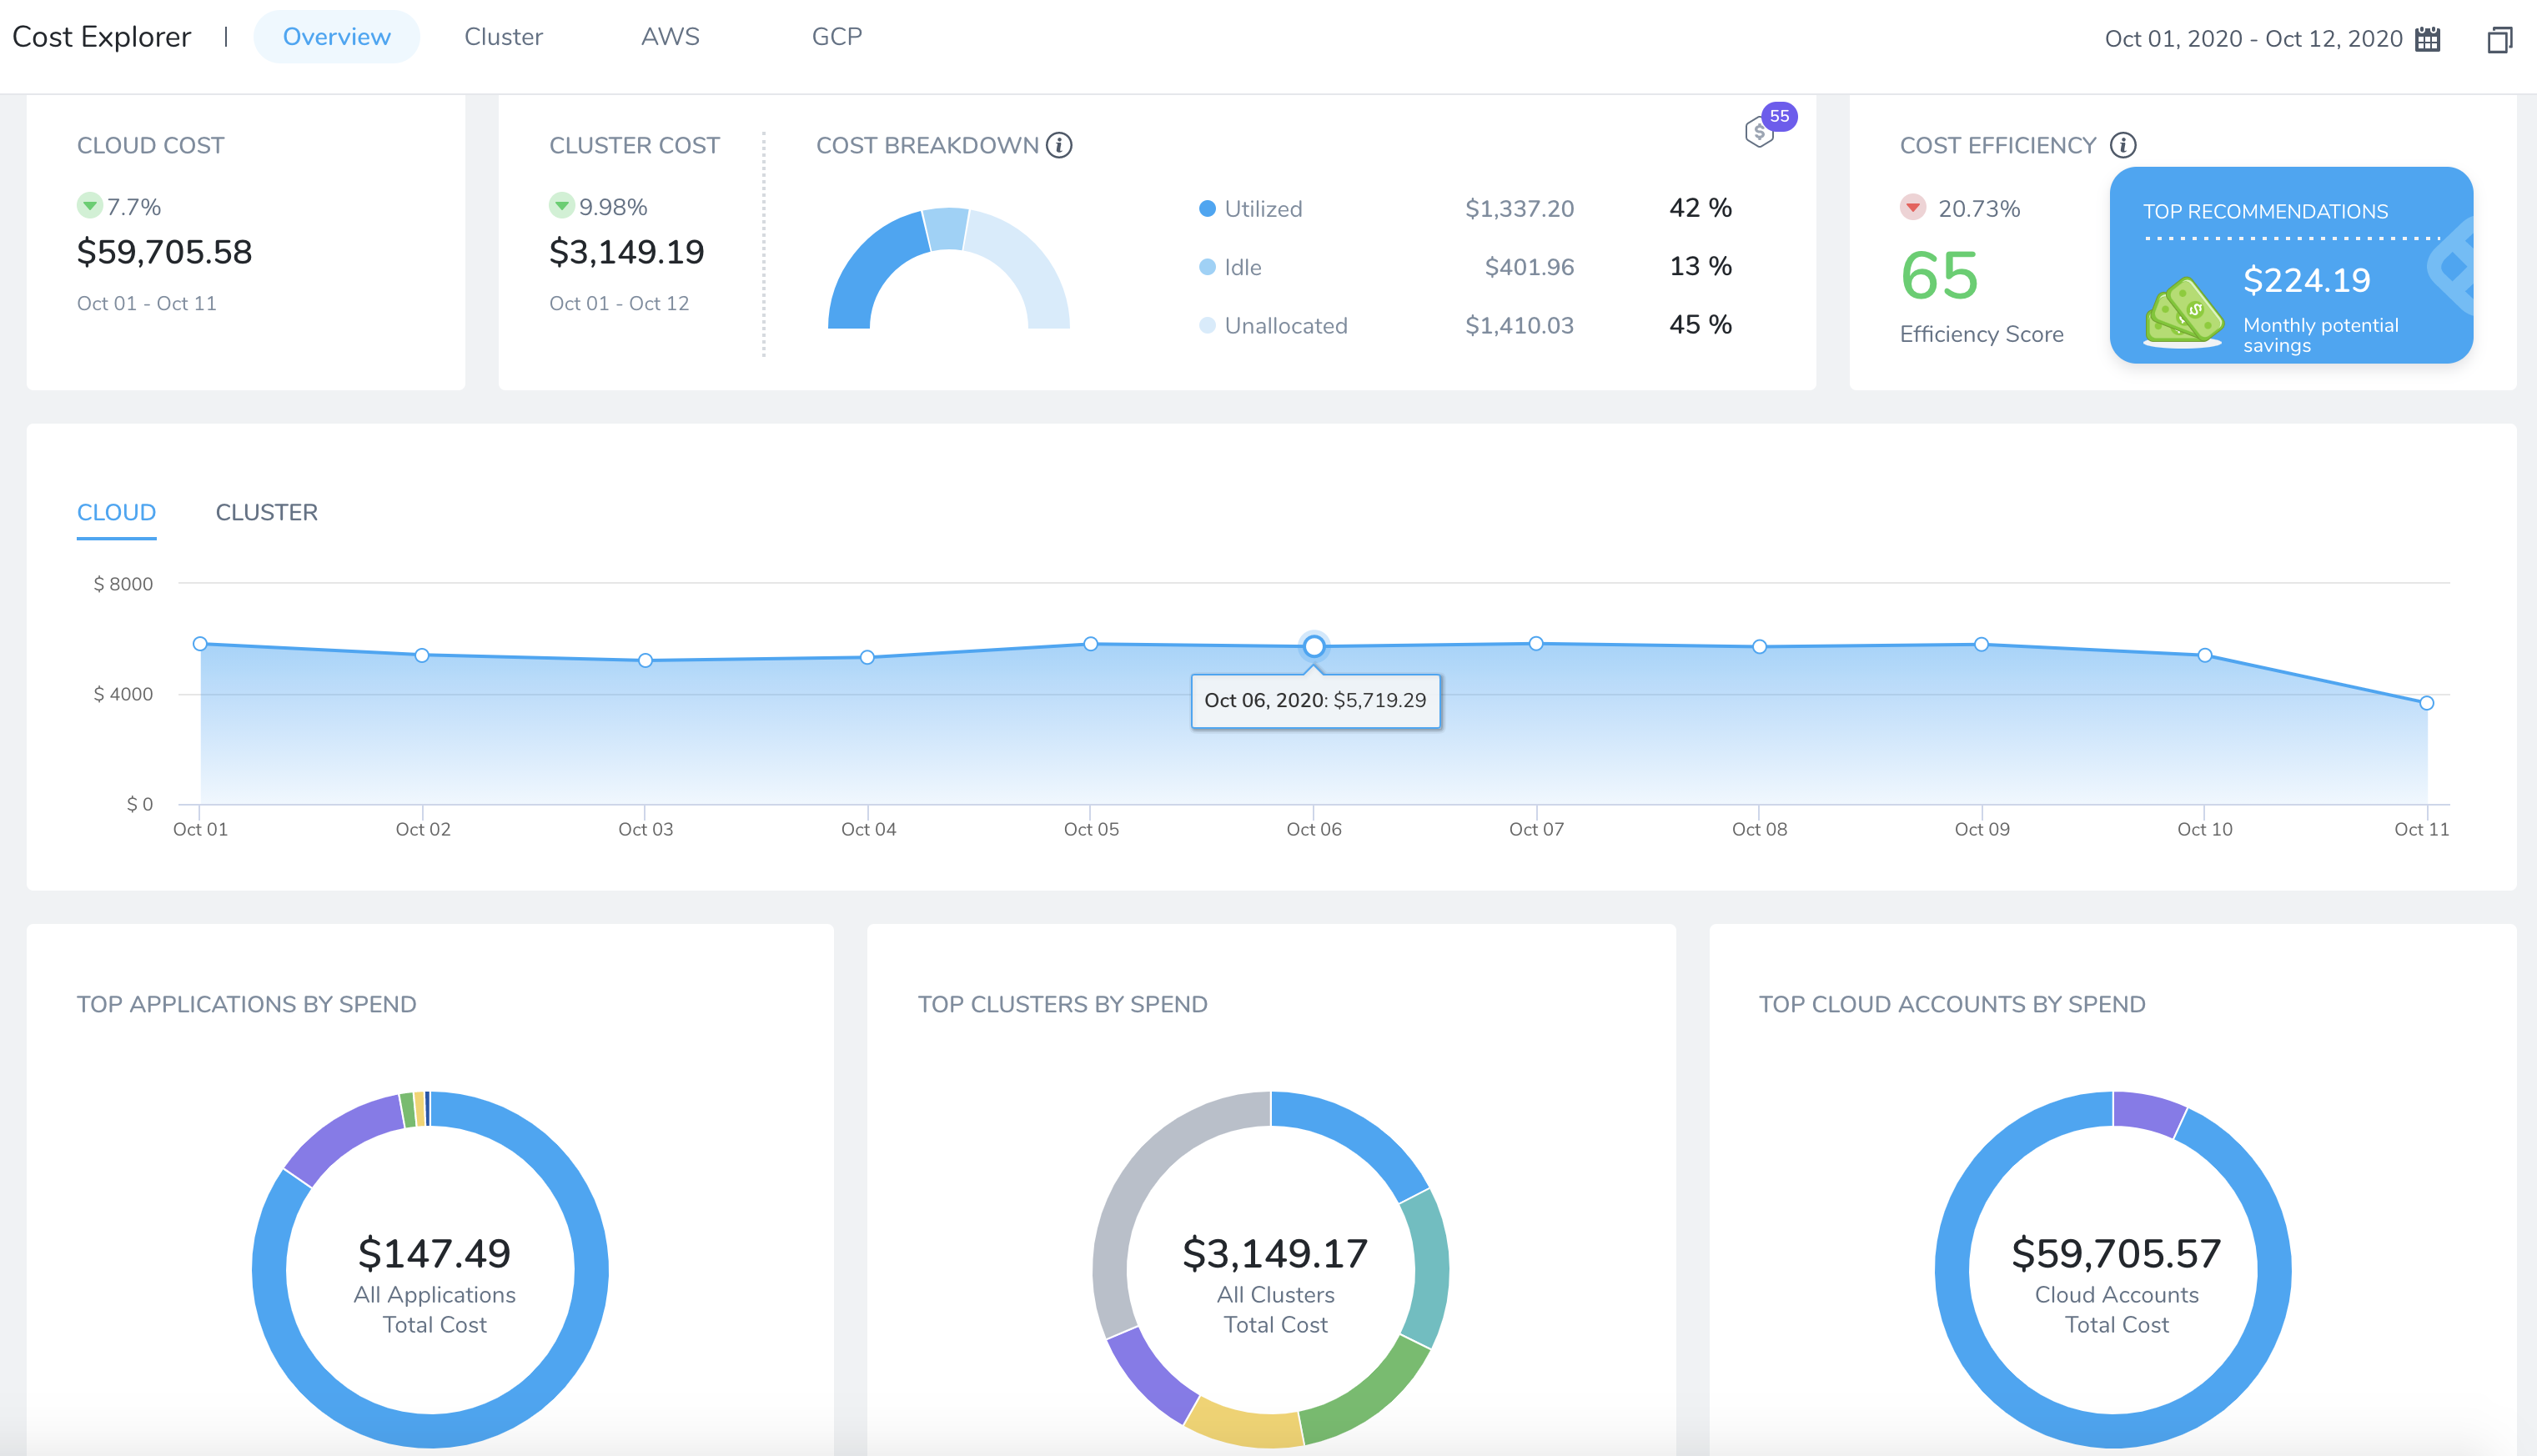 Cost Explorer | Overview Cluster AWS GCP Oct 01, 2020 - Oct 12, 2020
CLOUD COST
7.7%
$59,705.58
Oct 01 - Oct 11
CLUSTER COST
9.98%
$3,149.19
Oct 01 - Oct 12
COST BREAKDOWN i
$ 55
Utilized $1,337.20 42 %
Idle $401.96 13 %
Unallocated $1,410.03 45 %
COST EFFICIENCY i
20.73%
65
Efficiency Score
TOP RECOMMENDATIONS
$224.19
Monthly potential
savings
CLOUD CLUSTER
$ 8000
$ 4000
$ 0
Oct 06, 2020: $5,719.29
Oct 01 Oct 02 Oct 03 Oct 04 Oct 05 Oct 06 Oct 07 Oct 08 Oct 09 Oct 10 Oct 11
TOP APPLICATIONS BY SPEND
$147.49
All Applications
Total Cost
TOP CLUSTERS BY SPEND
$3,149.17
All Clusters
Total Cost
TOP CLOUD ACCOUNTS BY SPEND
$59,705.57
Cloud Accounts
Total Cost